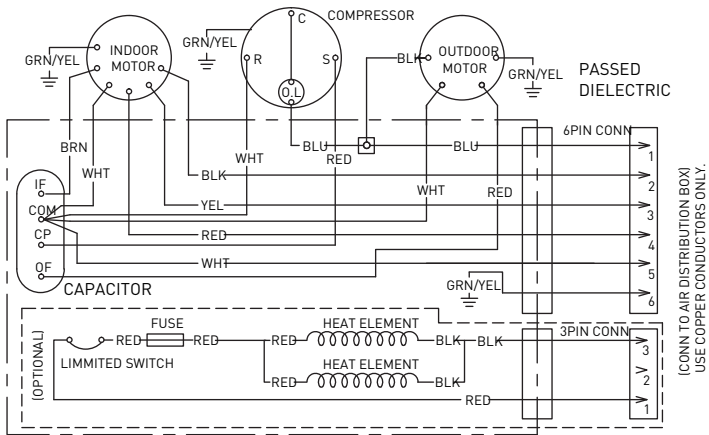 COMPRESSOR
C
GRN/YEL
INDOOR
MOTOR
GRN/YEL
R
S
O.L
BLK
OUTDOOR
MOTOR
GRN/YEL
PASSED
DIELECTRIC
6PIN CONN
BRN
WHT
WHT
BLU
RED
BLU
1
BLK
2
IF
COM
CP
OF
CAPACITOR
WHT
RED
YEL
3
RED
4
WHT
5
GRN/YEL
6
(CONN TO AIR DISTRIBUTION BOX)
USE COPPER CONDUCTORS ONLY.
(OPTIONAL)
FUSE
HEAT ELEMENT
3PIN CONN
RED
RED
RED
BLK
BLK
3
LIMMITED SWITCH
HEAT ELEMENT
2
RED
BLK
RED
1